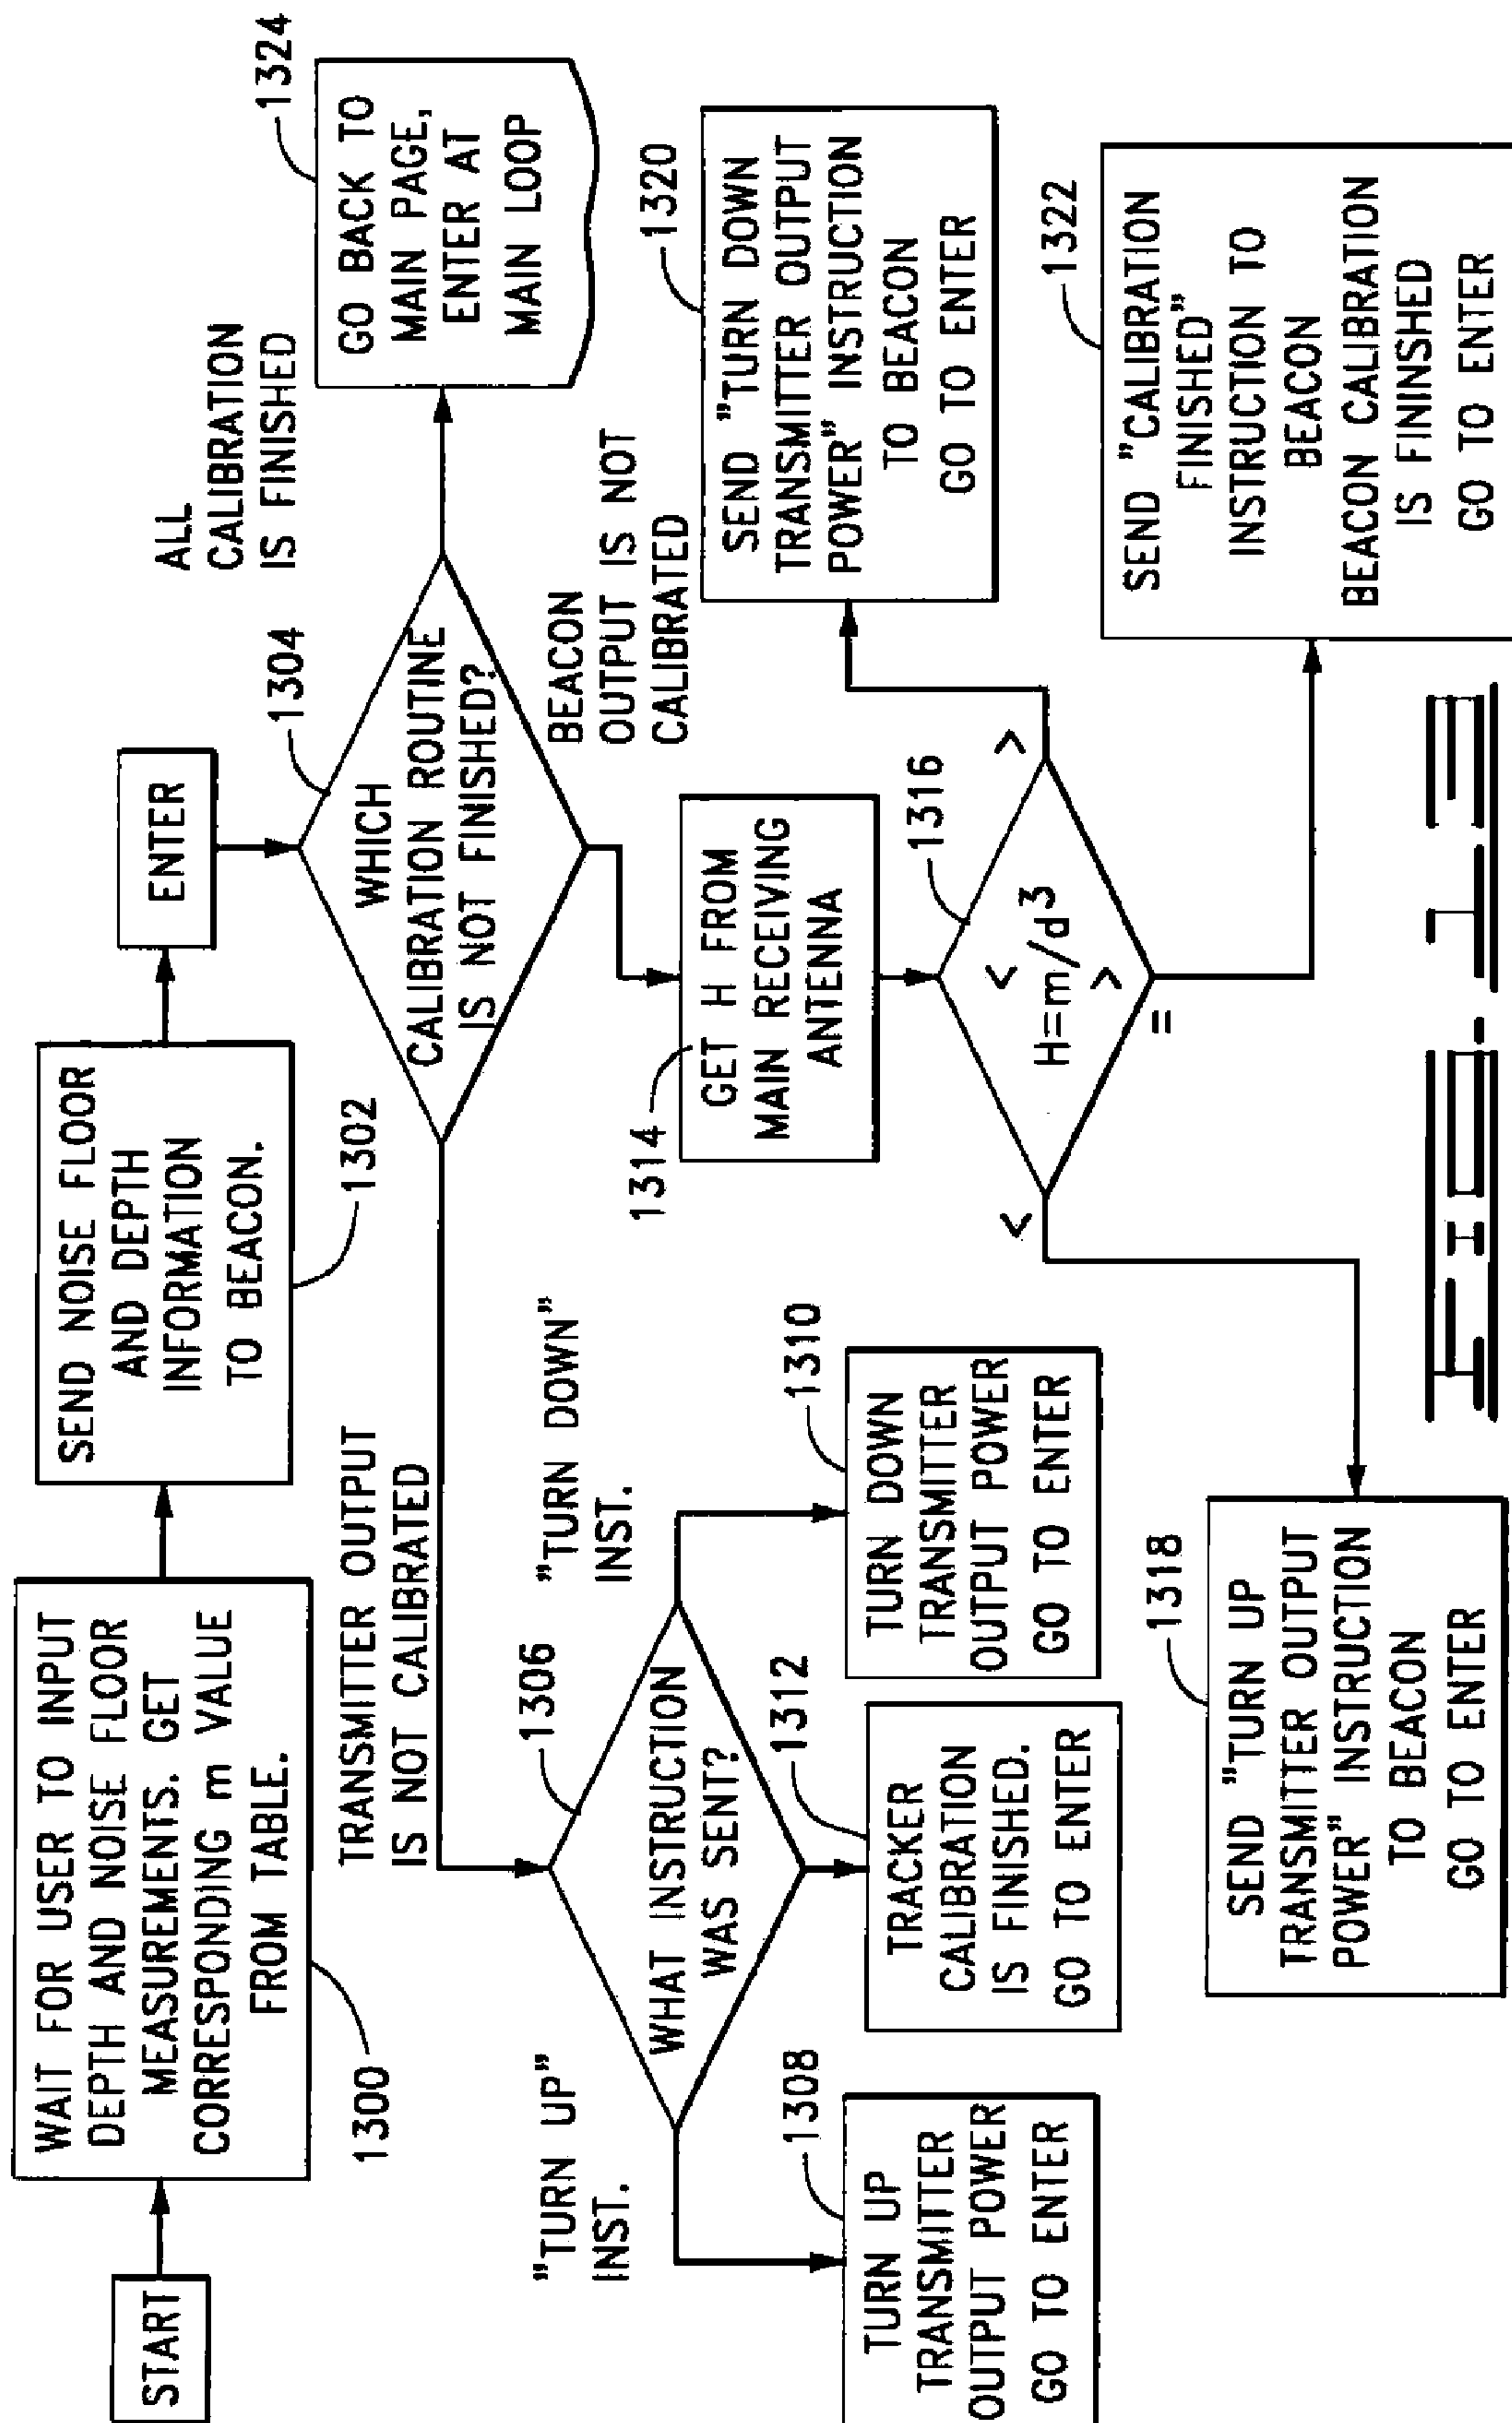 START
WAIT FOR USER TO INPUT
DEPTH AND NOISE FLOOR
MEASUREMENTS. GET
CORRESPONDING m VALUE
FROM TABLE.
1300
SEND NOISE FLOOR
AND DEPTH
INFORMATION
TO BEACON.
1302
ENTER
1304
WHICH
CALIBRATION ROUTINE
IS NOT FINISHED?
ALL
CALIBRATION
IS FINISHED
1324
GO BACK TO
MAIN PAGE,
ENTER AT
MAIN LOOP
TRANSMITTER OUTPUT
IS NOT CALIBRATED
BEACON
OUTPUT IS NOT
CALIBRATED
1306
WHAT INSTRUCTION
WAS SENT?
"TURN UP"
INST.
"TURN DOWN"
INST.
1308
TURN UP
TRANSMITTER
OUTPUT POWER
GO TO ENTER
1312
TRACKER
CALIBRATION
IS FINISHED.
GO TO ENTER
1310
TURN DOWN
TRANSMITTER
OUTPUT POWER
GO TO ENTER
1314
GET H FROM
MAIN RECEIVING
ANTENNA
1316
<
H=m/d³
>
<
>
=
1320
SEND "TURN DOWN
TRANSMITTER OUTPUT
POWER" INSTRUCTION
TO BEACON
GO TO ENTER
1318
SEND "TURN UP
TRANSMITTER OUTPUT
POWER" INSTRUCTION
TO BEACON
GO TO ENTER
1322
SEND "CALIBRATION
FINISHED"
INSTRUCTION TO
BEACON
BEACON CALIBRATION
IS FININSHED
GO TO ENTER